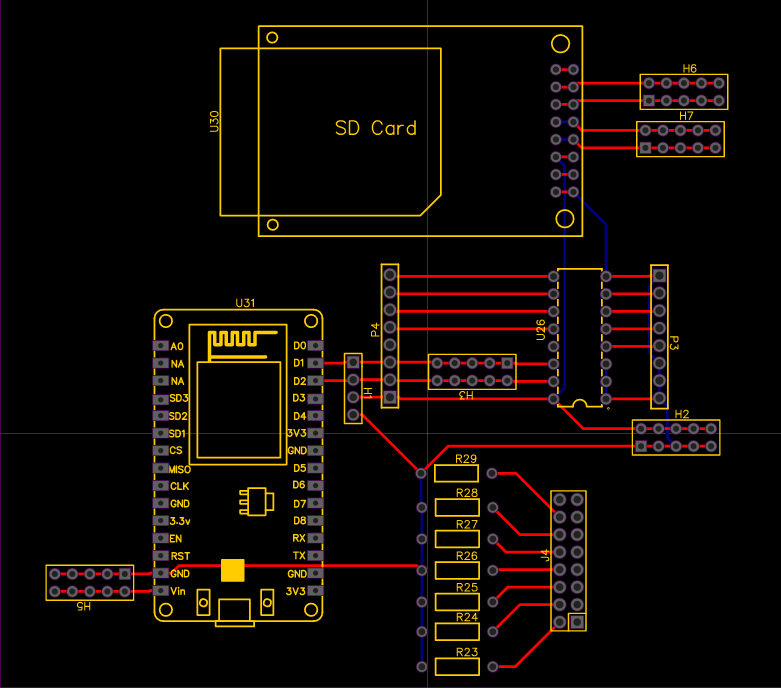 SD Card
U30
H6
H7
U31
P4
U26
P3
H1
H3
H2
A0
NA
NA
SD3
SD2
SD1
CS
MISO
CLK
GND
3.3v
EN
RST
GND
Vin
D0
D1
D2
D3
D4
3V3
GND
D5
D6
D7
D8
RX
TX
GND
3V3
H5
R29
R28
R27
R26
R25
R24
R23
J4